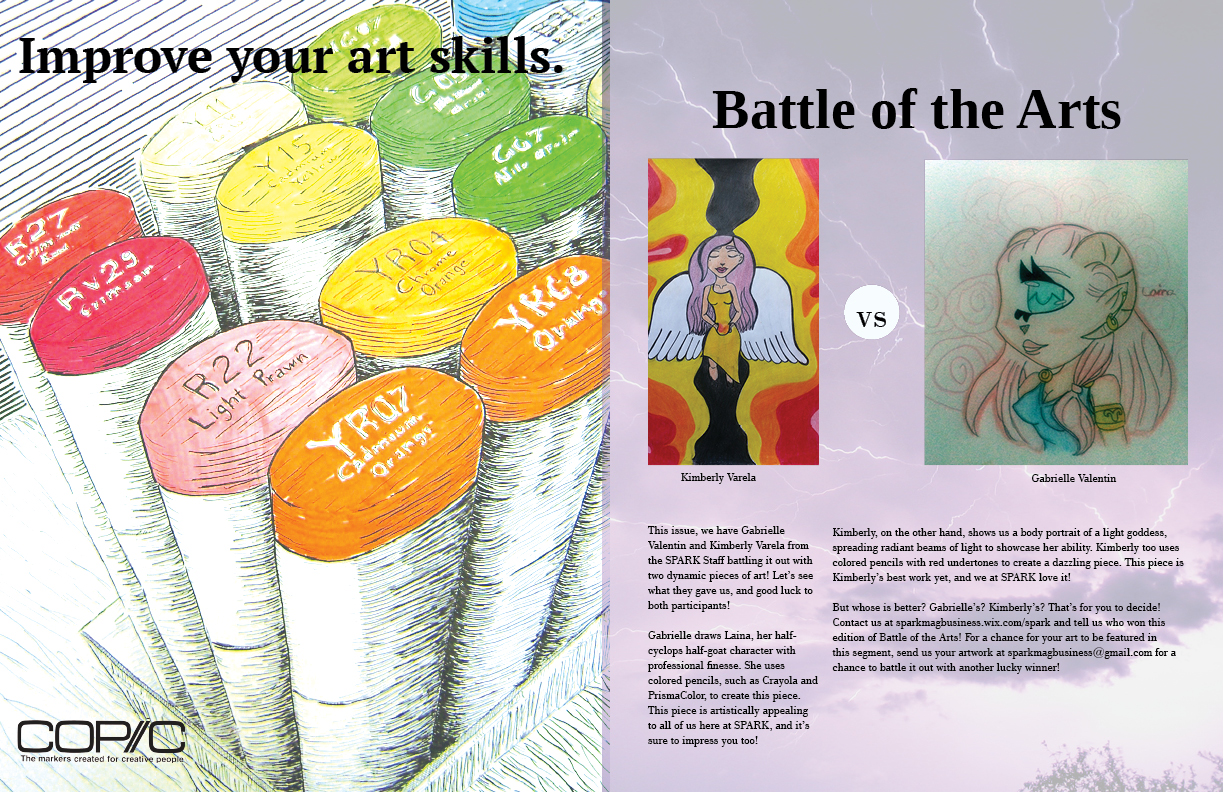 Improve your art skills.
R27
RV29
Y15
YR04
Chrome
Orange
R22
Light Prawn
YR07
Cadmium
Orange
COPIC
The markers created for creative people
Battle of the Arts
vs
Laina
Kimberly Varela
Gabrielle Valentin
This issue, we have Gabrielle
Valentin and Kimberly Varela from
the SPARK Staff battling it out with
two dynamic pieces of art! Let's see
what they gave us, and good luck to
both participants!
Gabrielle draws Laina, her half-
cyclops half-goat character with
professional finesse. She uses
colored pencils, such as Crayola and
PrismaColor, to create this piece.
This piece is artistically appealing
to all of us here at SPARK, and it's
sure to impress you too!
Kimberly, on the other hand, shows us a body portrait of a light goddess,
spreading radiant beams of light to showcase her ability. Kimberly too uses
colored pencils with red undertones to create a dazzling piece. This piece is
Kimberly's best work yet, and we at SPARK love it!
But whose is better? Gabrielle's? Kimberly's? That's for you to decide!
Contact us at sparkmagbusiness.wix.com/spark and tell us who won this
edition of Battle of the Arts! For a chance for your art to be featured in
this segment, send us your artwork at sparkmagbusiness@gmail.com for a
chance to battle it out with another lucky winner!